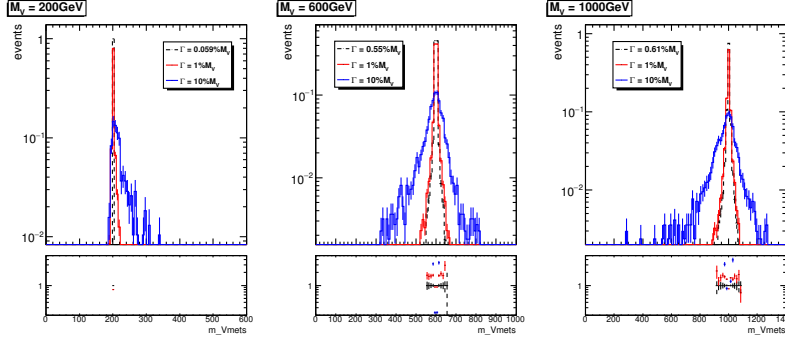 M_V = 200GeV
events
Γ = 0.059%M_V
Γ = 1%M_V
Γ = 10%M_V
1
10⁻¹
10⁻²
1
0 100 200 300 400 500 600
m_Vmets
M_V = 600GeV
events
Γ = 0.55%M_V
Γ = 1%M_V
Γ = 10%M_V
10⁻¹
10⁻²
1
0 100 200 300 400 500 600 700 800 900 1000
m_Vmets
M_V = 1000GeV
events
Γ = 0.61%M_V
Γ = 1%M_V
Γ = 10%M_V
1
10⁻¹
10⁻²
1
0 200 400 600 800 1000 1200
m_Vmets